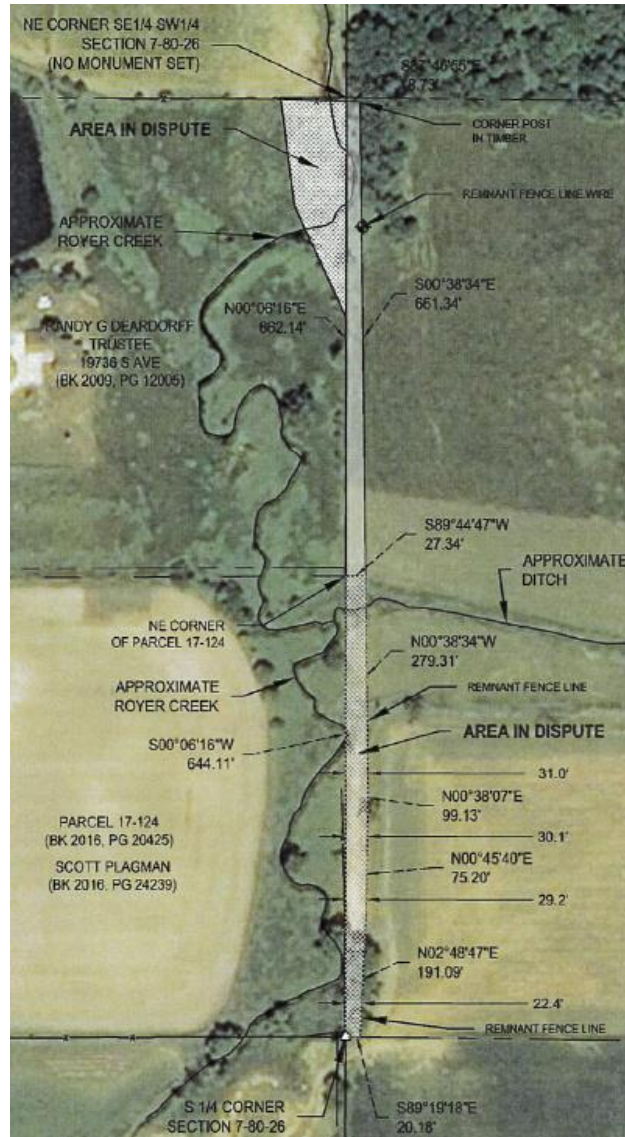 NE CORNER SE1/4 SW1/4
SECTION 7-80-26
(NO MONUMENT SET)
AREA IN DISPUTE
CORNER POST
IN TIMBER
REMNANT FENCE LINE WIRE
APPROXIMATE
ROYER CREEK
N00°06'16"E
662.14'
S00°38'34"E
661.34'
RANDY G DEARDORFF
TRUSTEE
19736 S AVE
(BK 2009, PG 12005)
S89°44'47"W
27.34'
APPROXIMATE
DITCH
NE CORNER
OF PARCEL 17-124
N00°38'34"W
279.31'
APPROXIMATE
ROYER CREEK
REMNANT FENCE LINE
AREA IN DISPUTE
S00°06'16"W
644.11'
31.0'
N00°38'07"E
99.13'
PARCEL 17-124
(BK 2016, PG 20425)
SCOTT PLAGMAN
(BK 2016, PG 24239)
30.1'
N00°45'40"E
75.20'
29.2'
N02°48'47"E
191.09'
22.4'
REMNANT FENCE LINE
S 1/4 CORNER
SECTION 7-80-26
S89°19'18"E
20.18'